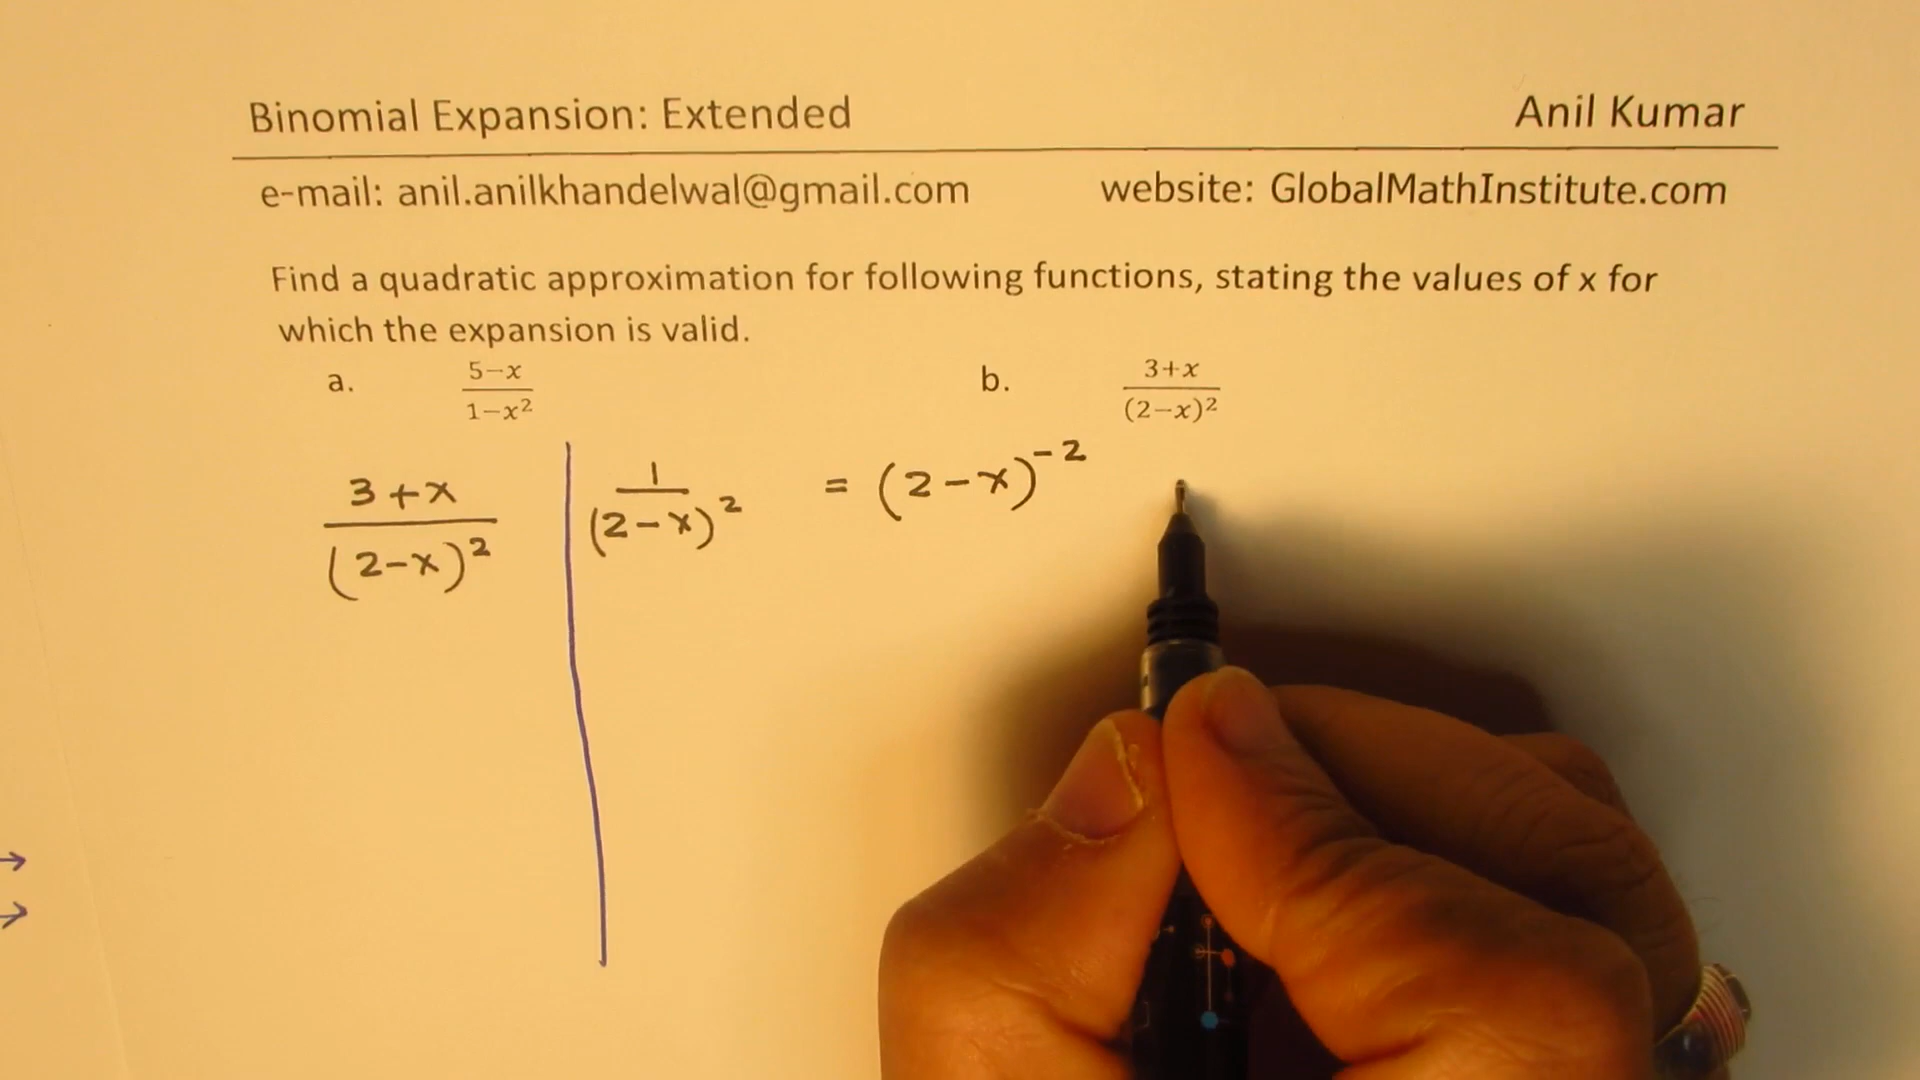 Binomial Expansion: Extended Anil Kumar
e-mail: anil.anilkhandelwal@gmail.com website: GlobalMathInstitute.com
Find a quadratic approximation for following functions, stating the values of x for
which the expansion is valid.
a. (5−x)/(1−x²) b. (3+x)/(2−x)²
(3+x)/(2-x)² | 1/(2-x)² = (2-x)⁻²
→
→